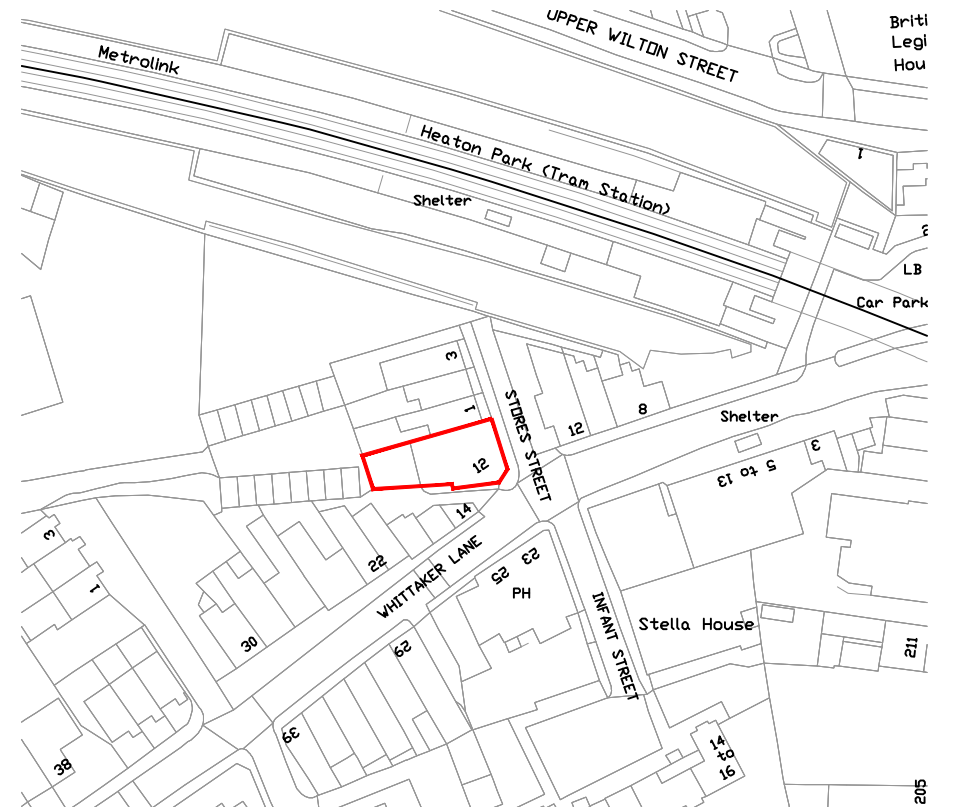 UPPER WILTON STREET
Briti
Legi
Hou
Metrolink
Heaton Park (Tram Station)
1
Shelter
2
LB
Car Park
3
1
STORES STREET
12
8
Shelter
12
3
5 to 13
14
22
WHITTAKER LANE
23
25
PH
3
1
30
29
INFANT STREET
Stella House
211
39
38
14
to
16
205